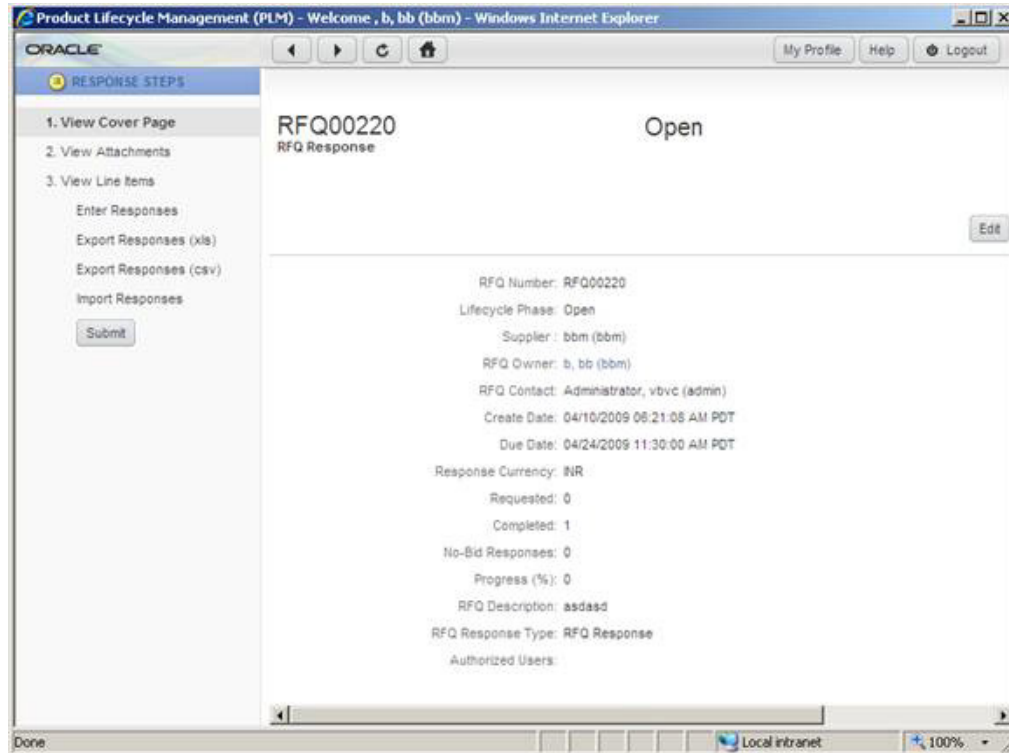 Product Lifecycle Management (PLM) - Welcome , b, bb (bbm) - Windows Internet Explorer
ORACLE
My Profile
Help
Logout
3 RESPONSE STEPS
1. View Cover Page
2. View Attachments
3. View Line Items
Enter Responses
Export Responses (xls)
Export Responses (csv)
Import Responses
Submit
RFQ00220
Open
RFQ Response
Edit
RFQ Number: RFQ00220
Lifecycle Phase: Open
Supplier : bbm (bbm)
RFQ Owner: b, bb (bbm)
RFQ Contact: Administrator, vbvc (admin)
Create Date: 04/10/2009 06:21:08 AM PDT
Due Date: 04/24/2009 11:30:00 AM PDT
Response Currency: INR
Requested: 0
Completed: 1
No-Bid Responses: 0
Progress (%): 0
RFQ Description: asdasd
RFQ Response Type: RFQ Response
Authorized Users:
Done
Local intranet
100%